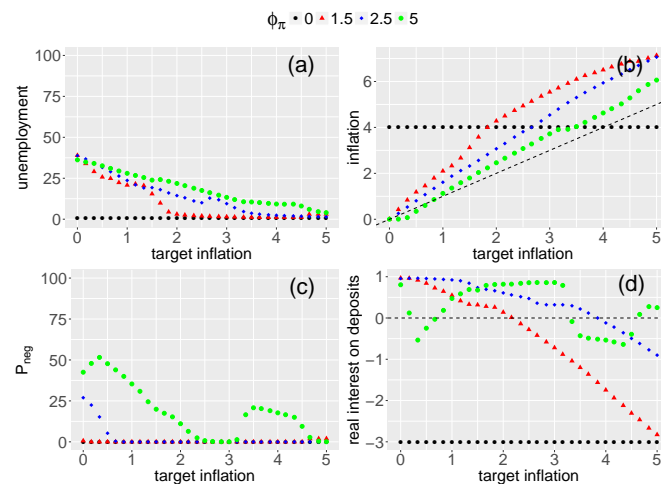 ϕπ 0 1.5 2.5 5
(a)
unemployment
100
75
50
25
0
0 1 2 3 4 5
target inflation
(b)
inflation
6
4
2
0
0 1 2 3 4 5
target inflation
(c)
Pneg
100
75
50
25
0
0 1 2 3 4 5
target inflation
(d)
real interest on deposits
1
0
−1
−2
−3
0 1 2 3 4 5
target inflation